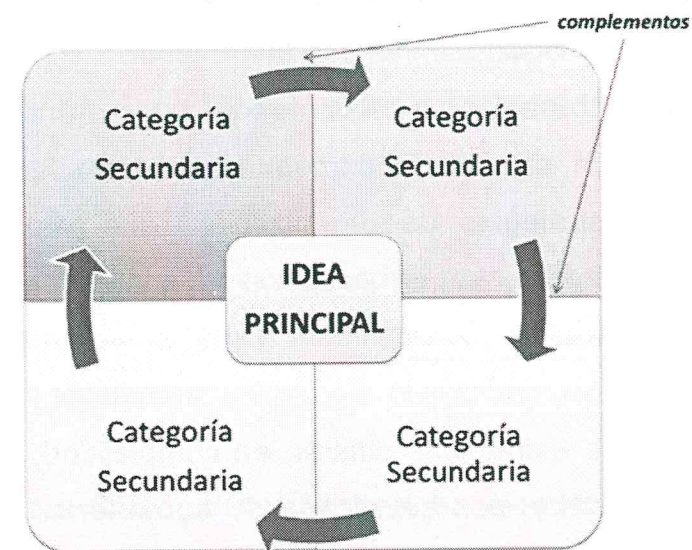 complementos
Categoría
Secundaria
Categoría
Secundaria
IDEA
PRINCIPAL
Categoría
Secundaria
Categoría
Secundaria